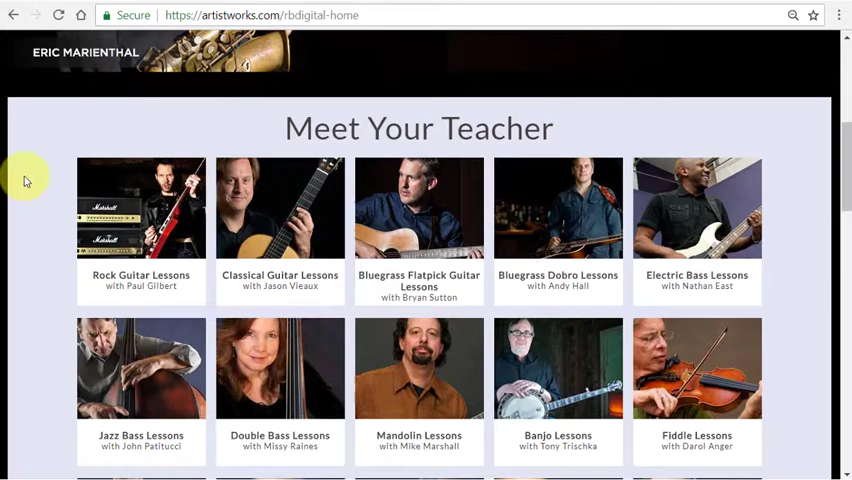 Secure
https://artistworks.com/rbdigital-home
ERIC MARIENTHAL
Meet Your Teacher
Marshall
Marshall
Rock Guitar Lessons
with Paul Gilbert
Classical Guitar Lessons
with Jason Vieaux
Bluegrass Flatpick Guitar
Lessons
with Bryan Sutton
Bluegrass Dobro Lessons
with Andy Hall
Electric Bass Lessons
with Nathan East
Jazz Bass Lessons
with John Patitucci
Double Bass Lessons
with Missy Raines
Mandolin Lessons
with Mike Marshall
Banjo Lessons
with Tony Trischka
Fiddle Lessons
with Darol Anger